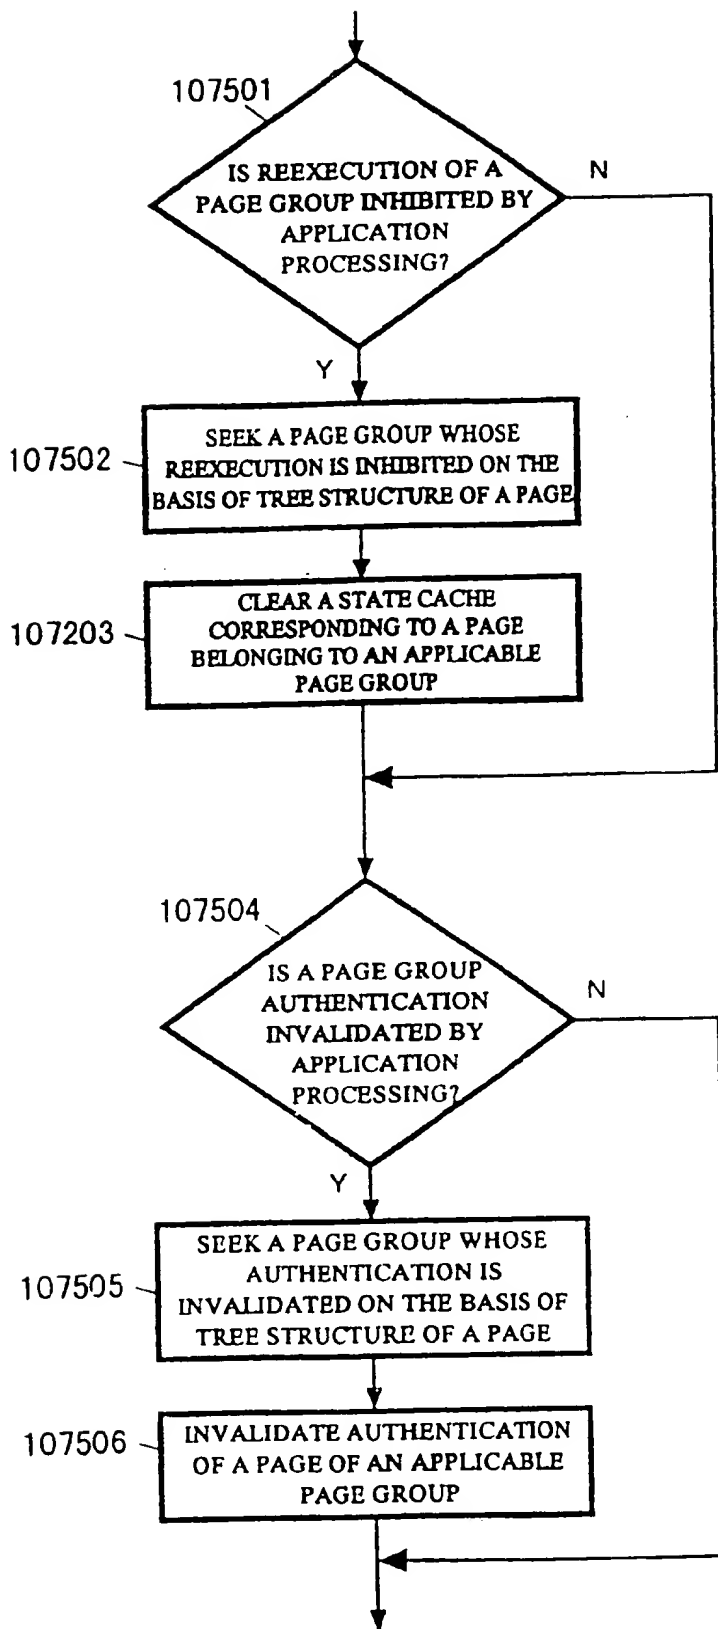 107501
IS REEXECUTION OF A
PAGE GROUP INHIBITED BY
APPLICATION
PROCESSING?
N
Y
107502
SEEK A PAGE GROUP WHOSE
REEXECUTION IS INHIBITED ON THE
BASIS OF TREE STRUCTURE OF A PAGE
107203
CLEAR A STATE CACHE
CORRESPONDING TO A PAGE
BELONGING TO AN APPLICABLE
PAGE GROUP
107504
IS A PAGE GROUP
AUTHENTICATION
INVALIDATED BY
APPLICATION
PROCESSING?
N
Y
107505
SEEK A PAGE GROUP WHOSE
AUTHENTICATION IS
INVALIDATED ON THE BASIS OF
TREE STRUCTURE OF A PAGE
107506
INVALIDATE AUTHENTICATION
OF A PAGE OF AN APPLICABLE
PAGE GROUP